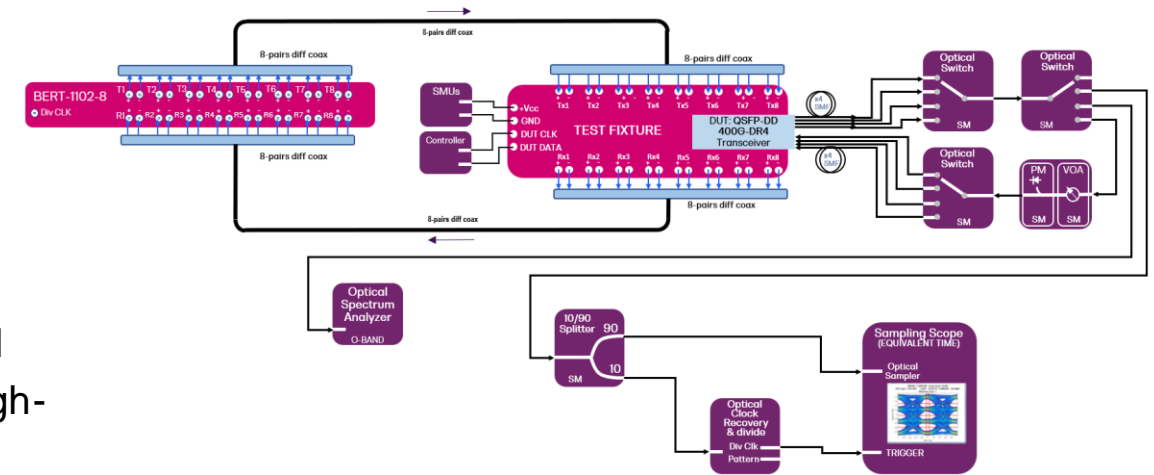 8-pairs diff coax
8-pairs diff coax
BERT-1102-8
Div CLK
T1 T2 T3 T4 T5 T6 T7 T8
+ - + - + - + - + - + - + - + -
R1 R2 R3 R4 R5 R6 R7 R8
+ - + - + - + - + - + - + - + -
8-pairs diff coax
SMUs
Controller
8-pairs diff coax
Tx1 Tx2 Tx3 Tx4 Tx5 Tx6 Tx7 Tx8
+ - + - + - + - + - + - + - + -
+Vcc
GND
DUT CLK
DUT DATA
TEST FIXTURE
DUT: QSFP-DD
400G-DR4
Transceiver
Rx1 Rx2 Rx3 Rx4 Rx5 Rx6 Rx7 Rx8
+ - + - + - + - + - + - + - + -
8-pairs diff coax
8-pairs diff coax
x4
SMF
x4
SMF
Optical
Switch
SM
Optical
Switch
SM
Optical
Switch
SM
PM
SM
VOA
SM
Optical
Spectrum
Analyzer
O-BAND
10/90
Splitter
90
10
SM
Optical
Clock
Recovery
& divide
Div Clk
Pattern
Sampling Scope
(EQUIVALENT TIME)
Optical
Sampler
TRIGGER
gh-